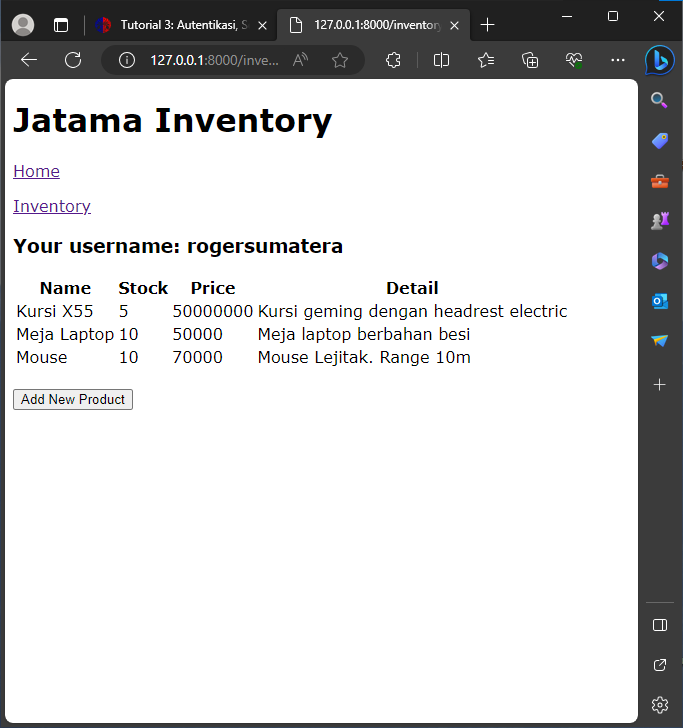 Tutorial 3: Autentikasi, S
127.0.0.1:8000/inventory
127.0.0.1:8000/inve...
Jatama Inventory
Home
Inventory
Your username: rogersumatera
Name Stock Price Detail
Kursi X55 5 50000000 Kursi geming dengan headrest electric
Meja Laptop 10 50000 Meja laptop berbahan besi
Mouse 10 70000 Mouse Lejitak. Range 10m
Add New Product